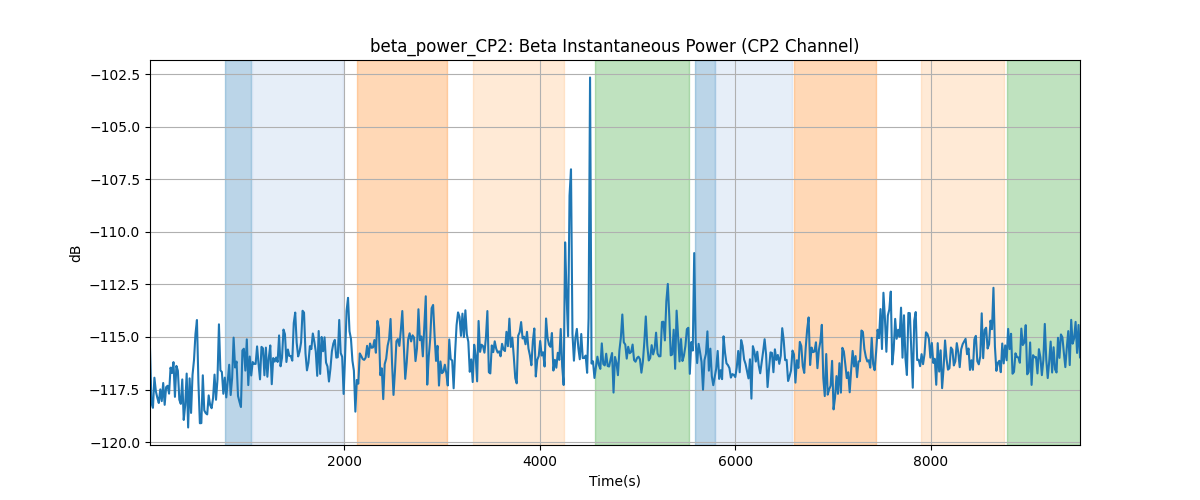 beta_power_CP2: Beta Instantaneous Power (CP2 Channel)
−102.5
−105.0
−107.5
−110.0
−112.5
−115.0
−117.5
−120.0
dB
2000 4000 6000 8000
Time(s)